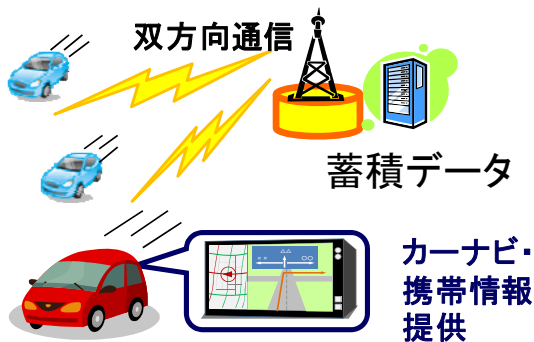 双方向通信
蓄積データ
カーナビ・
携帯情報
提供